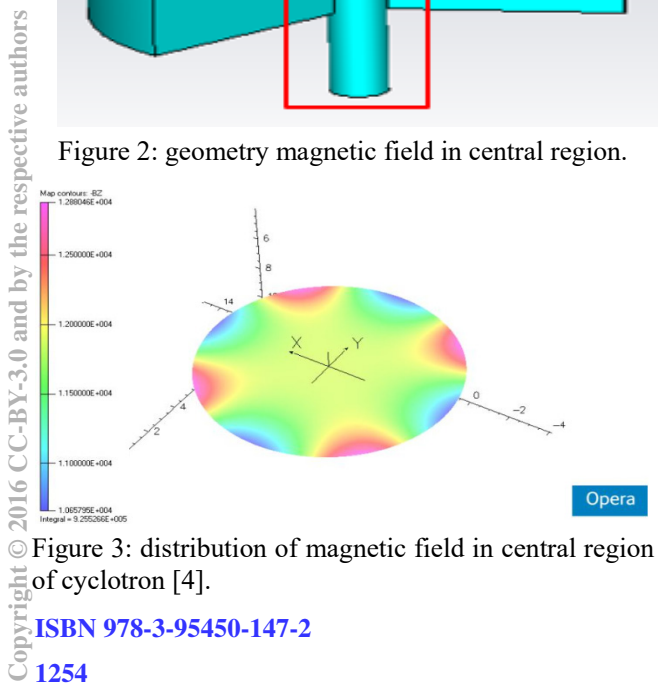 Copyright © 2016 CC-BY-3.0 and by the respective authors
Figure 2: geometry magnetic field in central region.
Map contours: -BZ
1.288046E+004
1.250000E+004
1.200000E+004
1.150000E+004
1.100000E+004
1.065795E+004
Integral = 9.255266E+005
6
8
14
4
2
X
Y
0
−2
−4
Opera
Figure 3: distribution of magnetic field in central region
of cyclotron [4].
ISBN 978-3-95450-147-2
1254